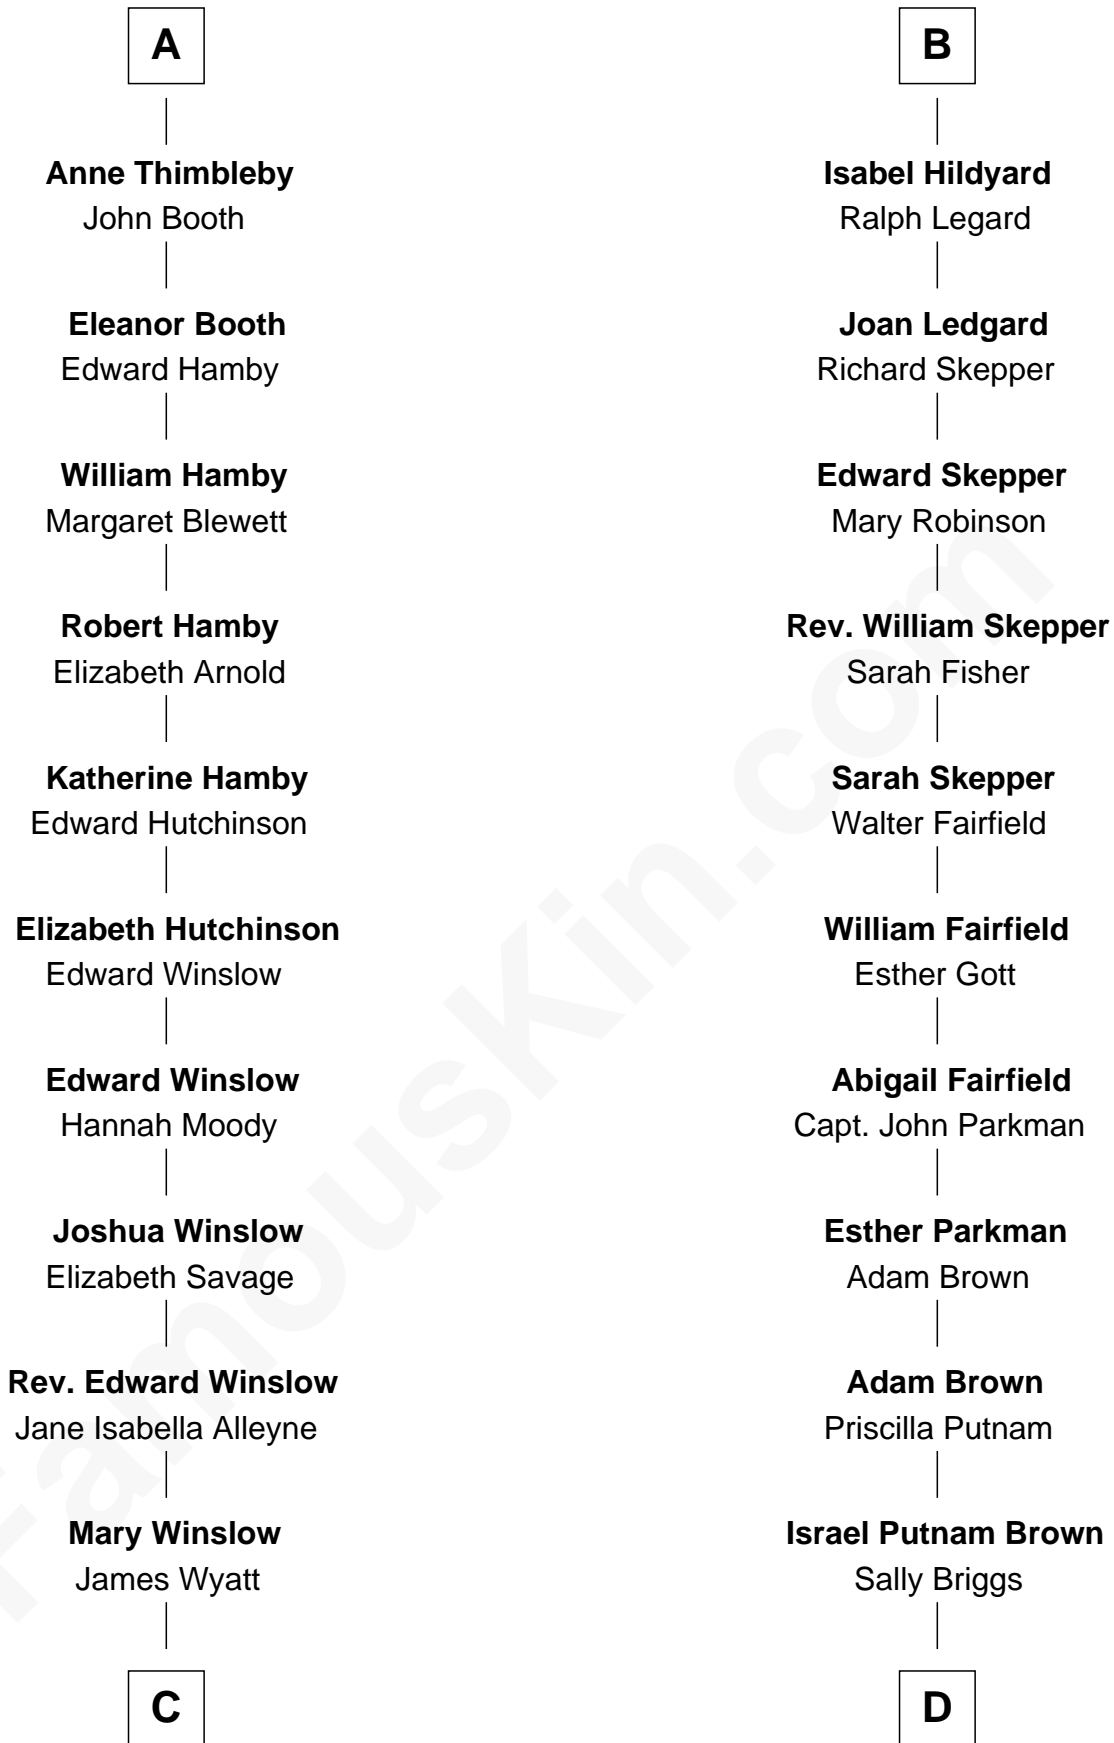 A
Anne Thimbleby
John Booth
Eleanor Booth
Edward Hamby
William Hamby
Margaret Blewett
Robert Hamby
Elizabeth Arnold
Katherine Hamby
Edward Hutchinson
Elizabeth Hutchinson
Edward Winslow
Edward Winslow
Hannah Moody
Joshua Winslow
Elizabeth Savage
Rev. Edward Winslow
Jane Isabella Alleyne
Mary Winslow
James Wyatt
C
B
Isabel Hildyard
Ralph Legard
Joan Ledgard
Richard Skepper
Edward Skepper
Mary Robinson
Rev. William Skepper
Sarah Fisher
Sarah Skepper
Walter Fairfield
William Fairfield
Esther Gott
Abigail Fairfield
Capt. John Parkman
Esther Parkman
Adam Brown
Adam Brown
Priscilla Putnam
Israel Putnam Brown
Sally Briggs
D
FamousKin.com